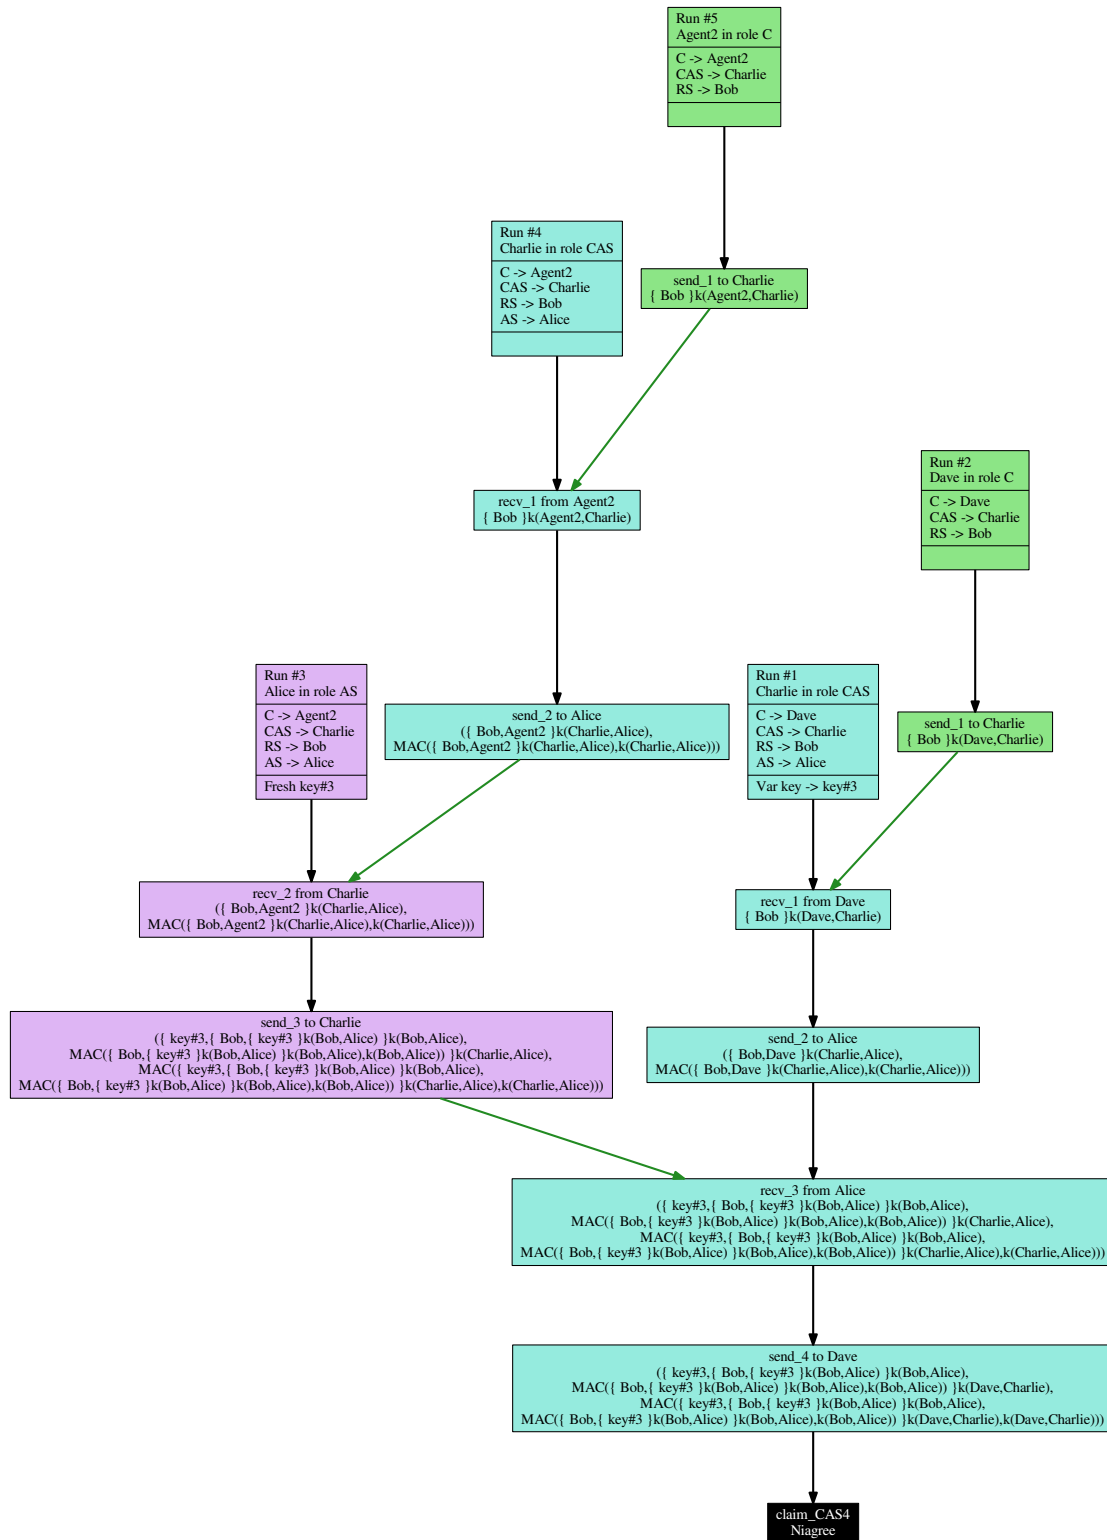 Run #5
Agent2 in role C
C -> Agent2
CAS -> Charlie
RS -> Bob
Run #4
Charlie in role CAS
C -> Agent2
CAS -> Charlie
RS -> Bob
AS -> Alice
send_1 to Charlie
{ Bob }k(Agent2,Charlie)
recv_1 from Agent2
{ Bob }k(Agent2,Charlie)
Run #2
Dave in role C
C -> Dave
CAS -> Charlie
RS -> Bob
Run #3
Alice in role AS
C -> Agent2
CAS -> Charlie
RS -> Bob
AS -> Alice
Fresh key#3
send_2 to Alice
({ Bob,Agent2 }k(Charlie,Alice),
MAC({ Bob,Agent2 }k(Charlie,Alice),k(Charlie,Alice)))
Run #1
Charlie in role CAS
C -> Dave
CAS -> Charlie
RS -> Bob
AS -> Alice
Var key -> key#3
send_1 to Charlie
{ Bob }k(Dave,Charlie)
recv_2 from Charlie
({ Bob,Agent2 }k(Charlie,Alice),
MAC({ Bob,Agent2 }k(Charlie,Alice),k(Charlie,Alice)))
recv_1 from Dave
{ Bob }k(Dave,Charlie)
send_3 to Charlie
({ key#3,{ Bob,{ key#3 }k(Bob,Alice) }k(Bob,Alice),
MAC({ Bob,{ key#3 }k(Bob,Alice) }k(Bob,Alice),k(Bob,Alice)) }k(Charlie,Alice),
MAC({ key#3,{ Bob,{ key#3 }k(Bob,Alice) }k(Bob,Alice),
MAC({ Bob,{ key#3 }k(Bob,Alice) }k(Bob,Alice),k(Bob,Alice)) }k(Charlie,Alice),k(Charlie,Alice)))
send_2 to Alice
({ Bob,Dave }k(Charlie,Alice),
MAC({ Bob,Dave }k(Charlie,Alice),k(Charlie,Alice)))
recv_3 from Alice
({ key#3,{ Bob,{ key#3 }k(Bob,Alice) }k(Bob,Alice),
MAC({ Bob,{ key#3 }k(Bob,Alice) }k(Bob,Alice),k(Bob,Alice)) }k(Charlie,Alice),
MAC({ key#3,{ Bob,{ key#3 }k(Bob,Alice) }k(Bob,Alice),
MAC({ Bob,{ key#3 }k(Bob,Alice) }k(Bob,Alice),k(Bob,Alice)) }k(Charlie,Alice),k(Charlie,Alice)))
send_4 to Dave
({ key#3,{ Bob,{ key#3 }k(Bob,Alice) }k(Bob,Alice),
MAC({ Bob,{ key#3 }k(Bob,Alice) }k(Bob,Alice),k(Bob,Alice)) }k(Dave,Charlie),
MAC({ key#3,{ Bob,{ key#3 }k(Bob,Alice) }k(Bob,Alice),
MAC({ Bob,{ key#3 }k(Bob,Alice) }k(Bob,Alice),k(Bob,Alice)) }k(Dave,Charlie),k(Dave,Charlie)))
claim_CAS4
Niagree